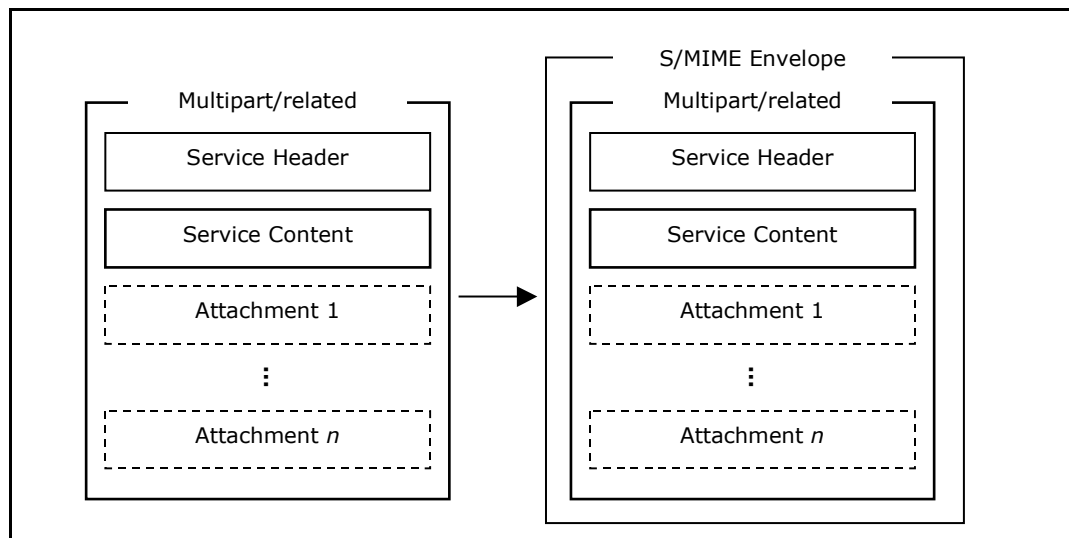 Multipart/related
Service Header
Service Content
Attachment 1
⋮
Attachment n
S/MIME Envelope
Multipart/related
Service Header
Service Content
Attachment 1
⋮
Attachment n